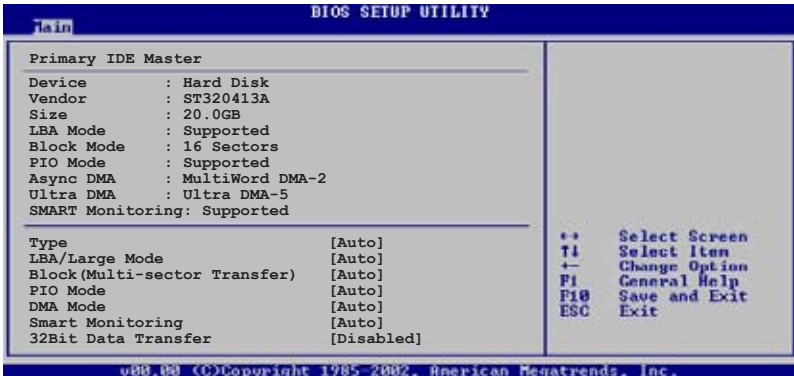 BIOS SETUP UTILITY
Main
Primary IDE Master
Device : Hard Disk
Vendor : ST320413A
Size : 20.0GB
LBA Mode : Supported
Block Mode : 16 Sectors
PIO Mode : Supported
Async DMA : MultiWord DMA-2
Ultra DMA : Ultra DMA-5
SMART Monitoring: Supported
Type [Auto]
LBA/Large Mode [Auto]
Block(Multi-sector Transfer) [Auto]
PIO Mode [Auto]
DMA Mode [Auto]
Smart Monitoring [Auto]
32Bit Data Transfer [Disabled]
↔ Select Screen
↑↓ Select Item
+- Change Option
F1 General Help
F10 Save and Exit
ESC Exit
v00.00 (C)Copyright 1985-2002, American Megatrends, Inc.